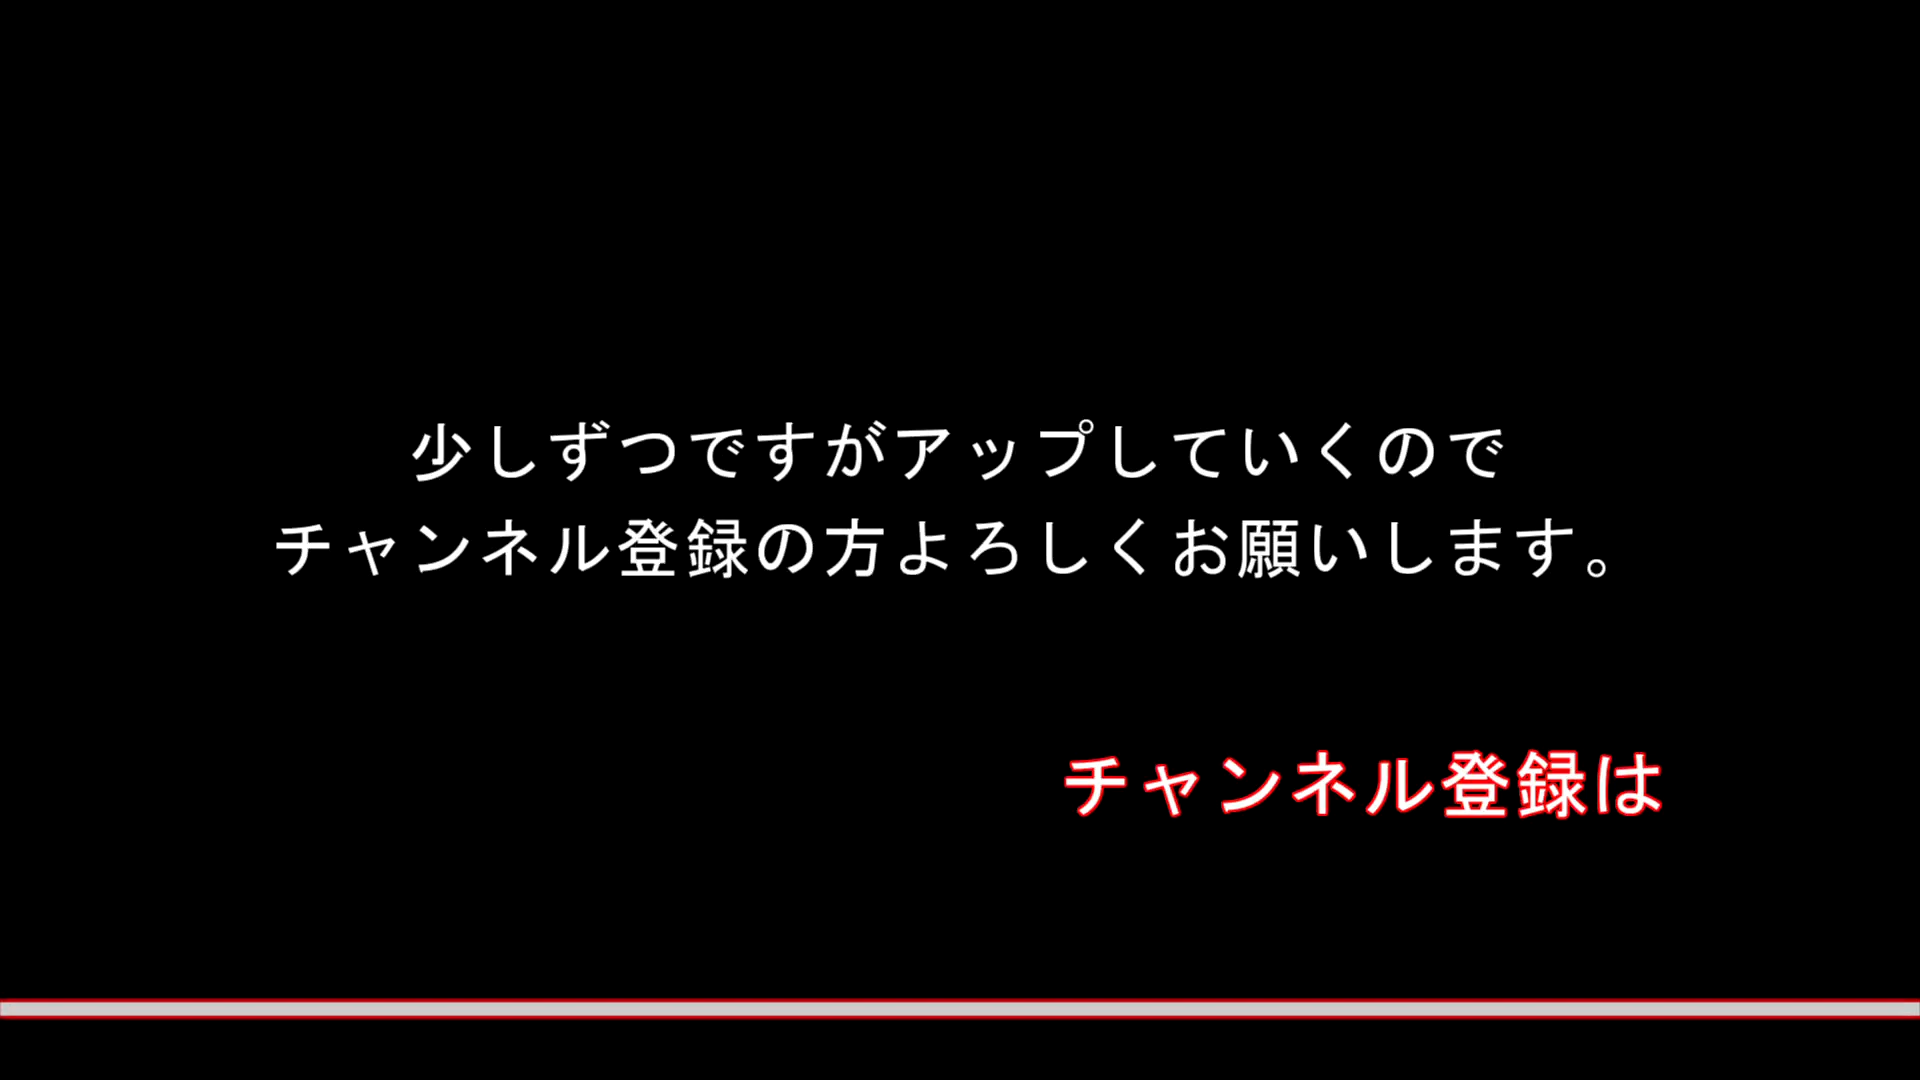 少しずつですがアップしていくので
チャンネル登録の方よろしくお願いします。
チャンネル登録は